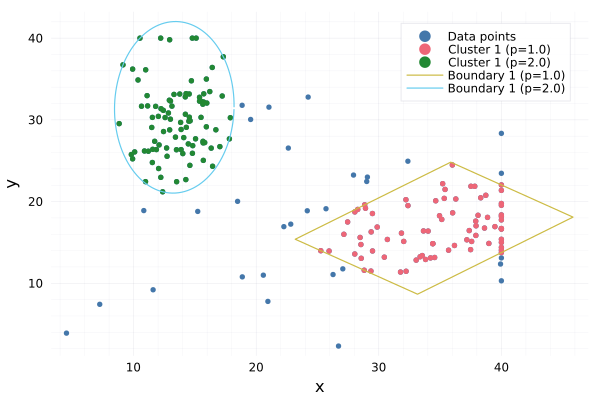 40
30
20
10
y
10
20
30
40
x
Data points
Cluster 1 (p=1.0)
Cluster 1 (p=2.0)
Boundary 1 (p=1.0)
Boundary 1 (p=2.0)